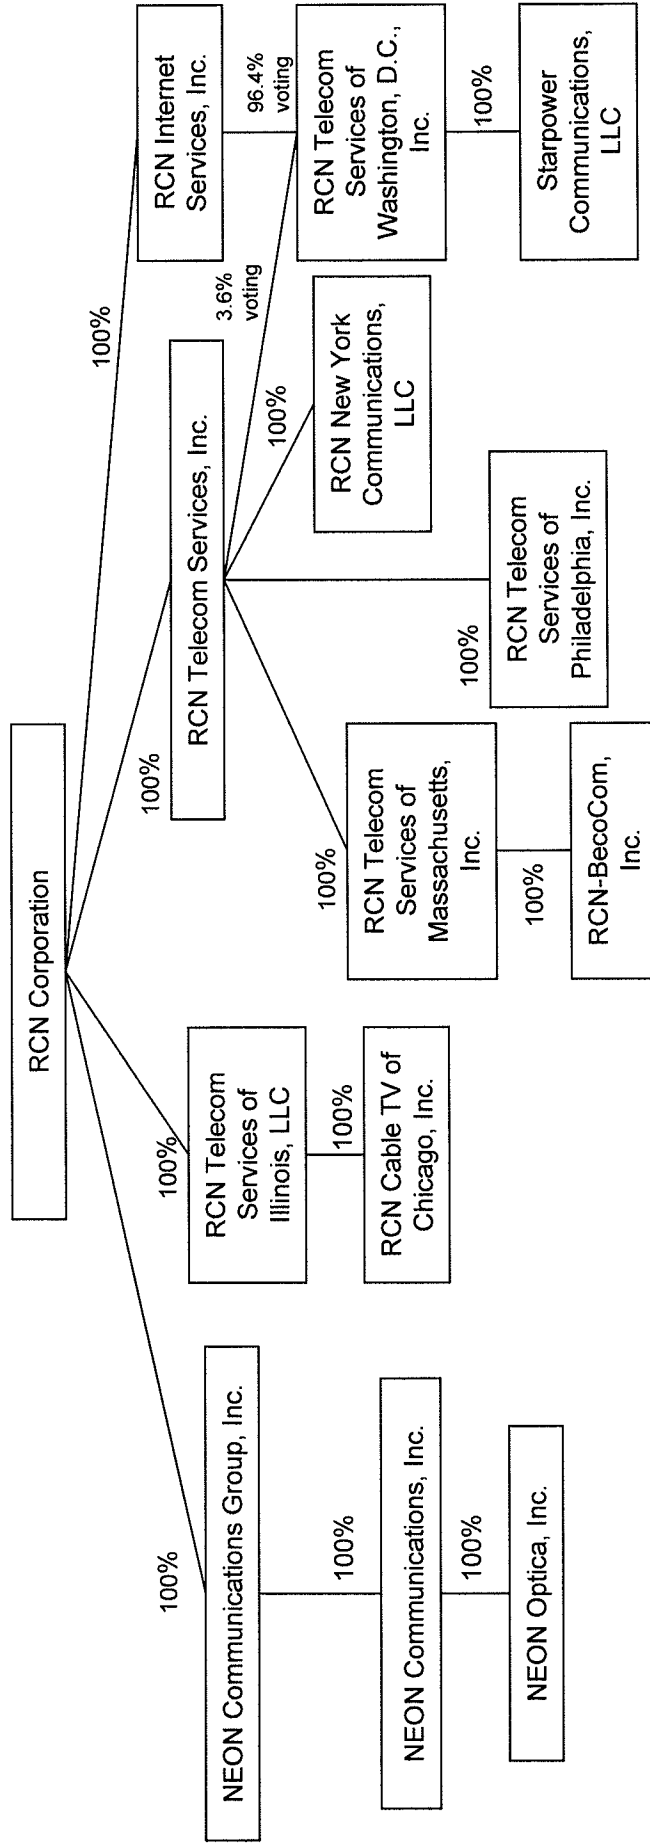 RCN Corporation
100%
100%
100%
100%
NEON Communications Group, Inc.
100%
NEON Communications, Inc.
100%
NEON Optica, Inc.
RCN Telecom
Services of
Illinois, LLC
100%
RCN Cable TV of
Chicago, Inc.
RCN Telecom Services, Inc.
100%
RCN Telecom
Services of
Massachusetts,
Inc.
100%
RCN-BecoCom,
Inc.
100%
RCN Telecom
Services of
Philadelphia, Inc.
100%
RCN New York
Communications,
LLC
3.6%
voting
RCN Internet
Services, Inc.
96.4%
voting
RCN Telecom
Services of
Washington, D.C.,
Inc.
100%
Starpower
Communications,
LLC